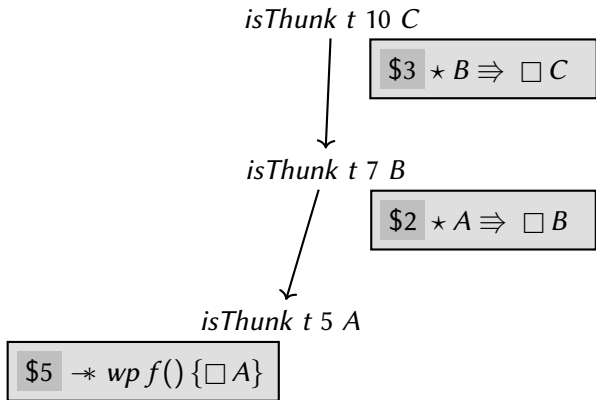 isThunk t 10 C
$3 ⋆ B ⇛ □ C
isThunk t 7 B
$2 ⋆ A ⇛ □ B
isThunk t 5 A
$5 −⋆ wp f() {□ A}